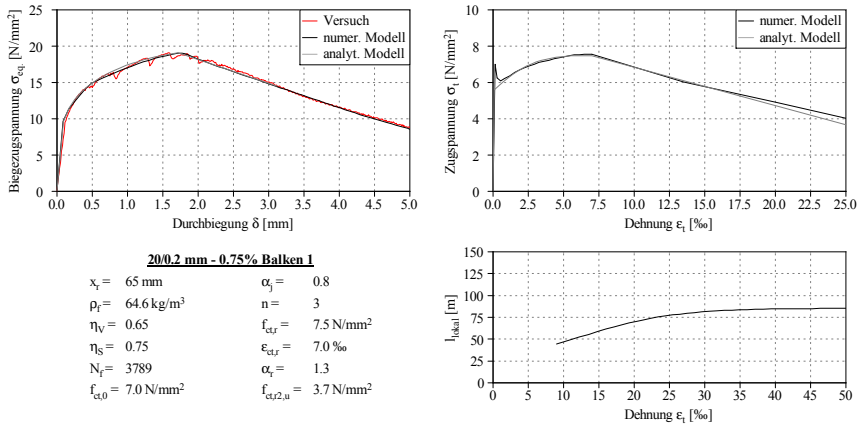 Biegezugspannung σeq. [N/mm²]
30
25
20
15
10
5
0
0.0 0.5 1.0 1.5 2.0 2.5 3.0 3.5 4.0 4.5 5.0
Durchbiegung δ [mm]
Versuch
numer. Modell
analyt. Modell
Zugspannung σt [N/mm²]
10
8
6
4
2
0
0.0 2.5 5.0 7.5 10.0 12.5 15.0 17.5 20.0 22.5 25.0
Dehnung εt [‰]
numer. Modell
analyt. Modell
20/0.2 mm - 0.75% Balken 1
xr = 65 mm αj = 0.8
ρf = 64.6 kg/m³ n = 3
ηV = 0.65 fct,r = 7.5 N/mm²
ηS = 0.75 εct,r = 7.0 ‰
Nf = 3789 αr = 1.3
fct,0 = 7.0 N/mm² fct,r2,u = 3.7 N/mm²
llokal [m]
150
125
100
75
50
25
0
0 5 10 15 20 25 30 35 40 45 50
Dehnung εt [‰]